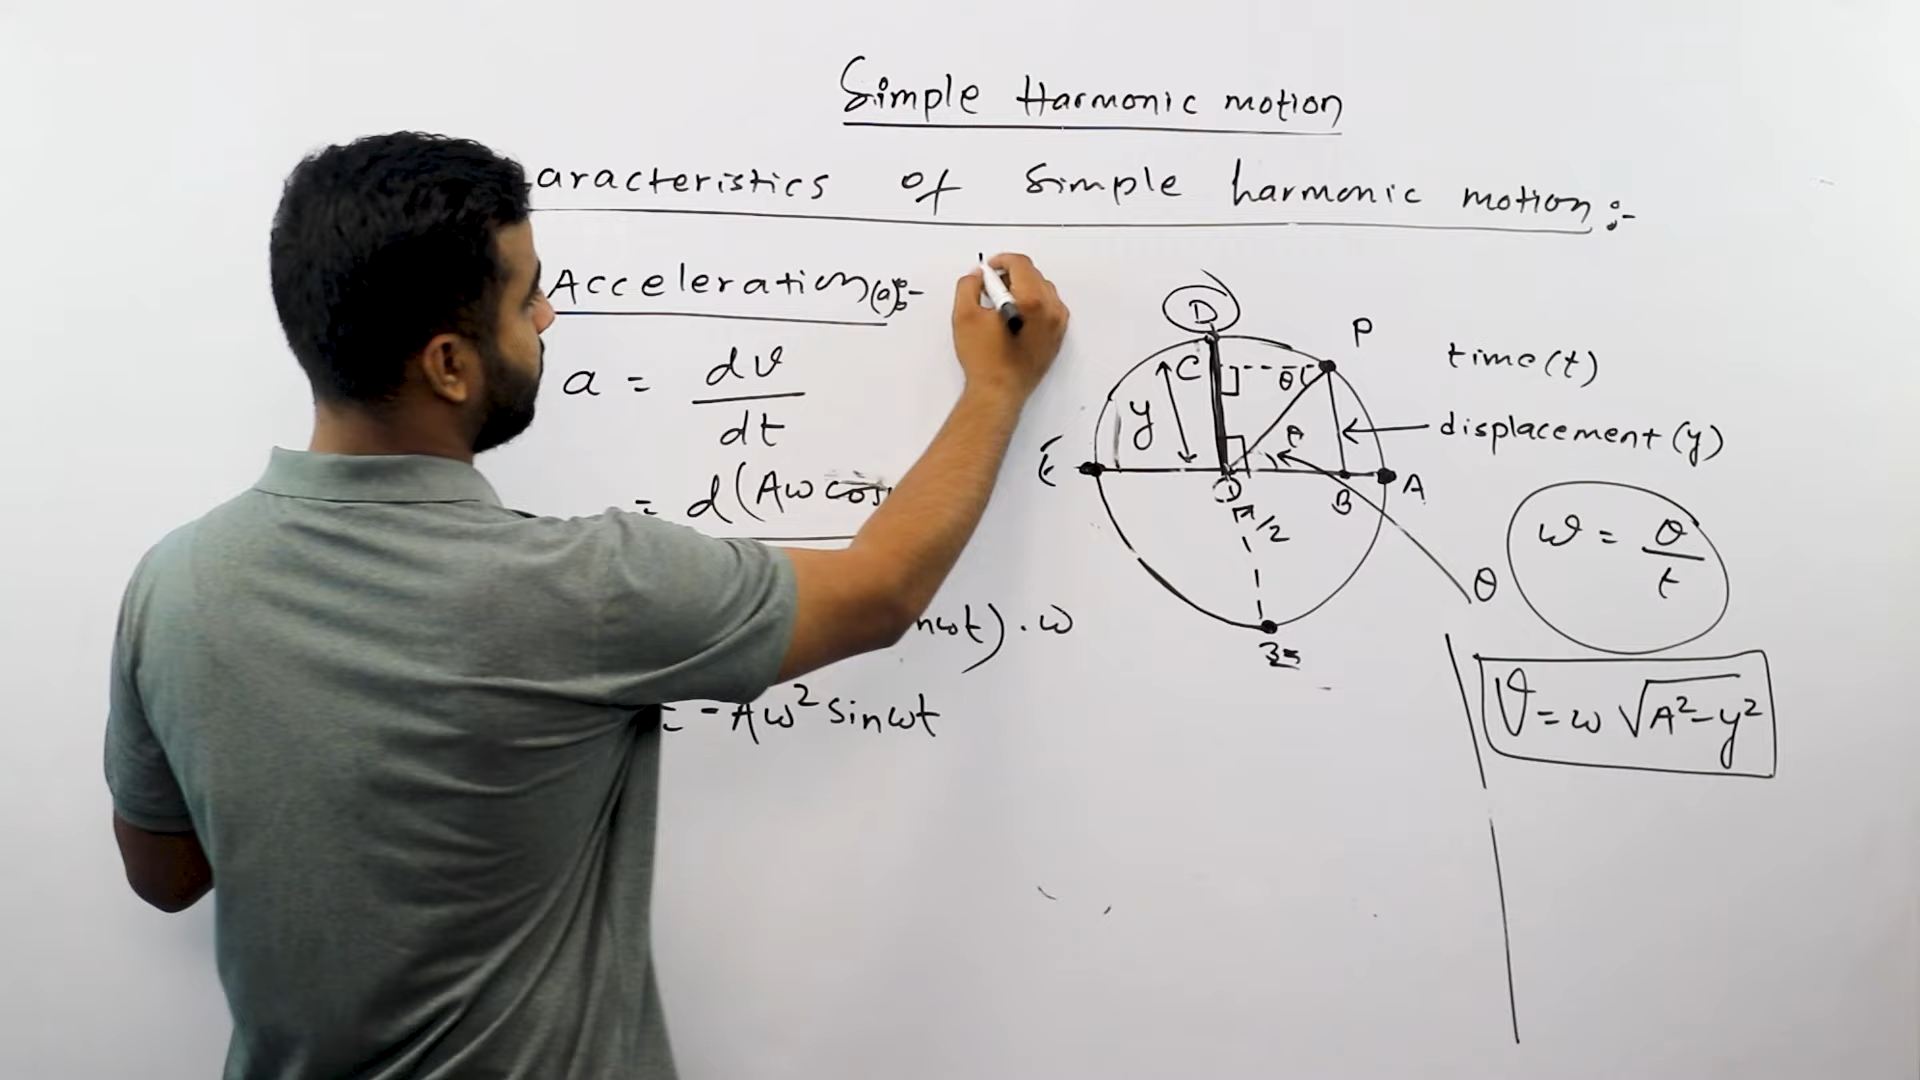 Simple Harmonic motion
aracteristics of Simple harmonic motion :-
Acceleration (a) :-
a = dv/dt
= d(Aω cos
nωt) . ω
= - Aω² sinωt
D
P
C
θ
y
A
E
O
B
A
π/2
time (t)
displacement (y)
θ
ω = θ/t
v = ω √A² - y²